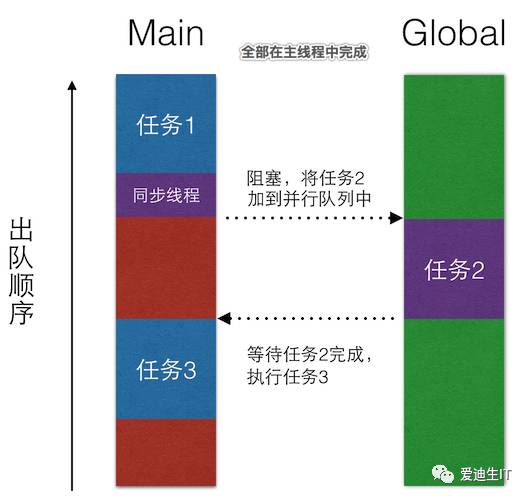 Main
Global
全部在主线程中完成
任务1
同步线程
阻塞，将任务2
加到并行队列中
出队顺序
任务2
等待任务2完成，
执行任务3
任务3
爱迪生IT